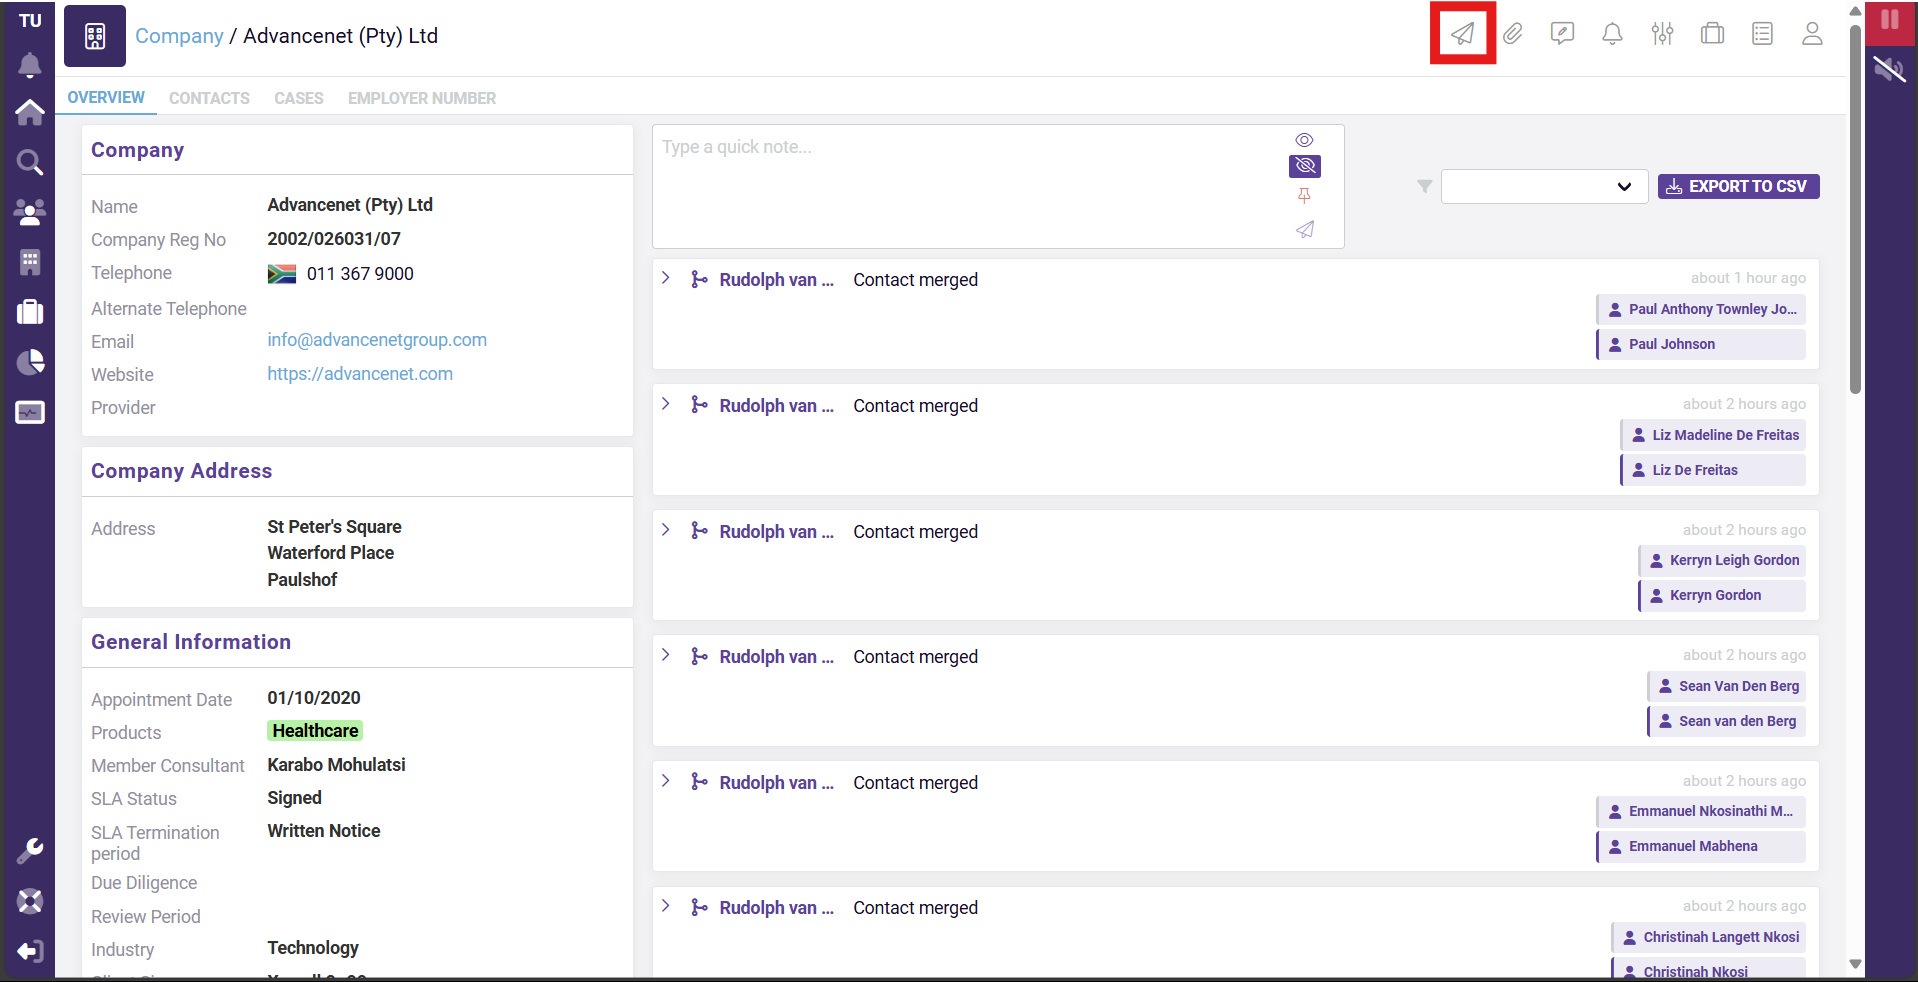 TU
Company / Advancenet (Pty) Ltd
OVERVIEW CONTACTS CASES EMPLOYER NUMBER
Company
Name Advancenet (Pty) Ltd
Company Reg No 2002/026031/07
Telephone 011 367 9000
Alternate Telephone
Email info@advancenetgroup.com
Website https://advancenet.com
Provider
Company Address
Address St Peter's Square
Waterford Place
Paulshof
General Information
Appointment Date 01/10/2020
Products Healthcare
Member Consultant Karabo Mohulatsi
SLA Status Signed
SLA Termination period Written Notice
Due Diligence
Review Period
Industry Technology
Type a quick note...
EXPORT TO CSV
Rudolph van ... Contact merged about 1 hour ago
Paul Anthony Townley Jo...
Paul Johnson
Rudolph van ... Contact merged about 2 hours ago
Liz Madeline De Freitas
Liz De Freitas
Rudolph van ... Contact merged about 2 hours ago
Kerryn Leigh Gordon
Kerryn Gordon
Rudolph van ... Contact merged about 2 hours ago
Sean Van Den Berg
Sean van den Berg
Rudolph van ... Contact merged about 2 hours ago
Emmanuel Nkosinathi M...
Emmanuel Mabhena
Rudolph van ... Contact merged about 2 hours ago
Christinah Langett Nkosi
Christinah Nkosi